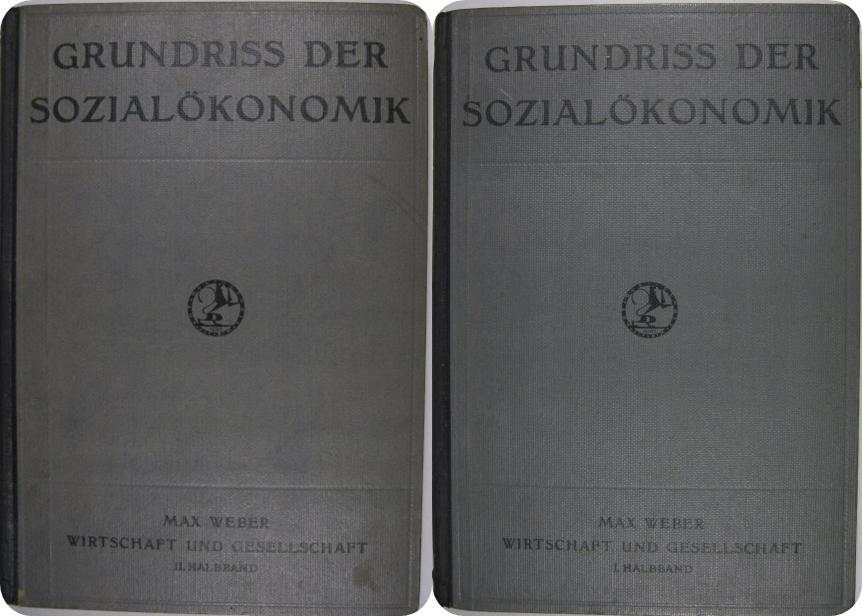 GRUNDRISS DER
SOZIALÖKONOMIK
MAX WEBER
WIRTSCHAFT UND GESELLSCHAFT
II. HALBBAND
GRUNDRISS DER
SOZIALÖKONOMIK
MAX WEBER
WIRTSCHAFT UND GESELLSCHAFT
I. HALBBAND